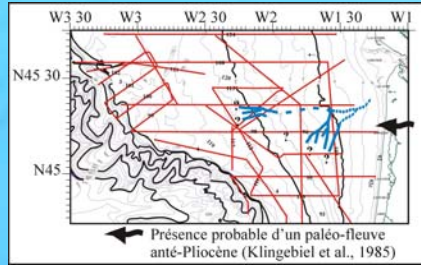 W3 30 W3 W2 30 W2 W1 30 W1
N45 30
N45
Présence probable d'un paléo-fleuve
anté-Pliocène (Klingebiel et al., 1985)